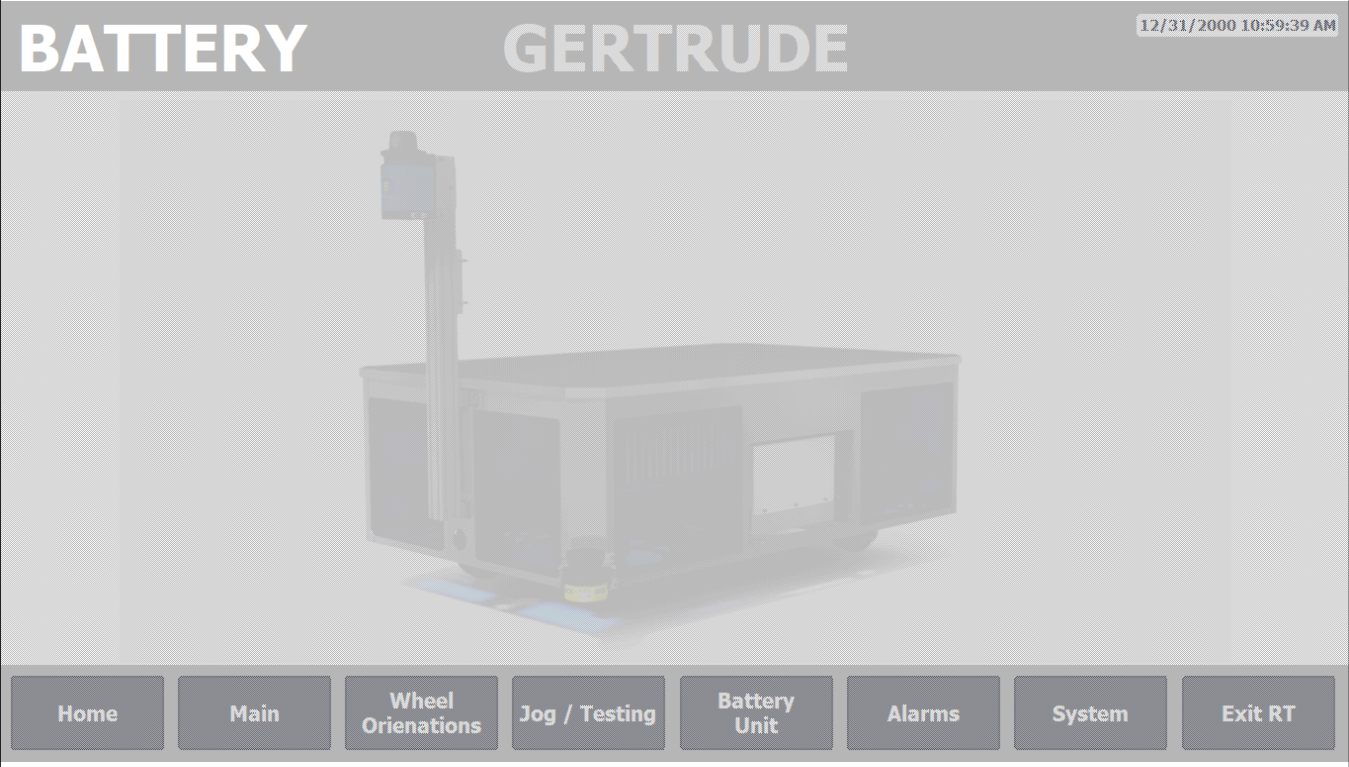 BATTERY
GERTRUDE
12/31/2000 10:59:39 AM
Home
Main
Wheel
Orienations
Jog / Testing
Battery
Unit
Alarms
System
Exit RT